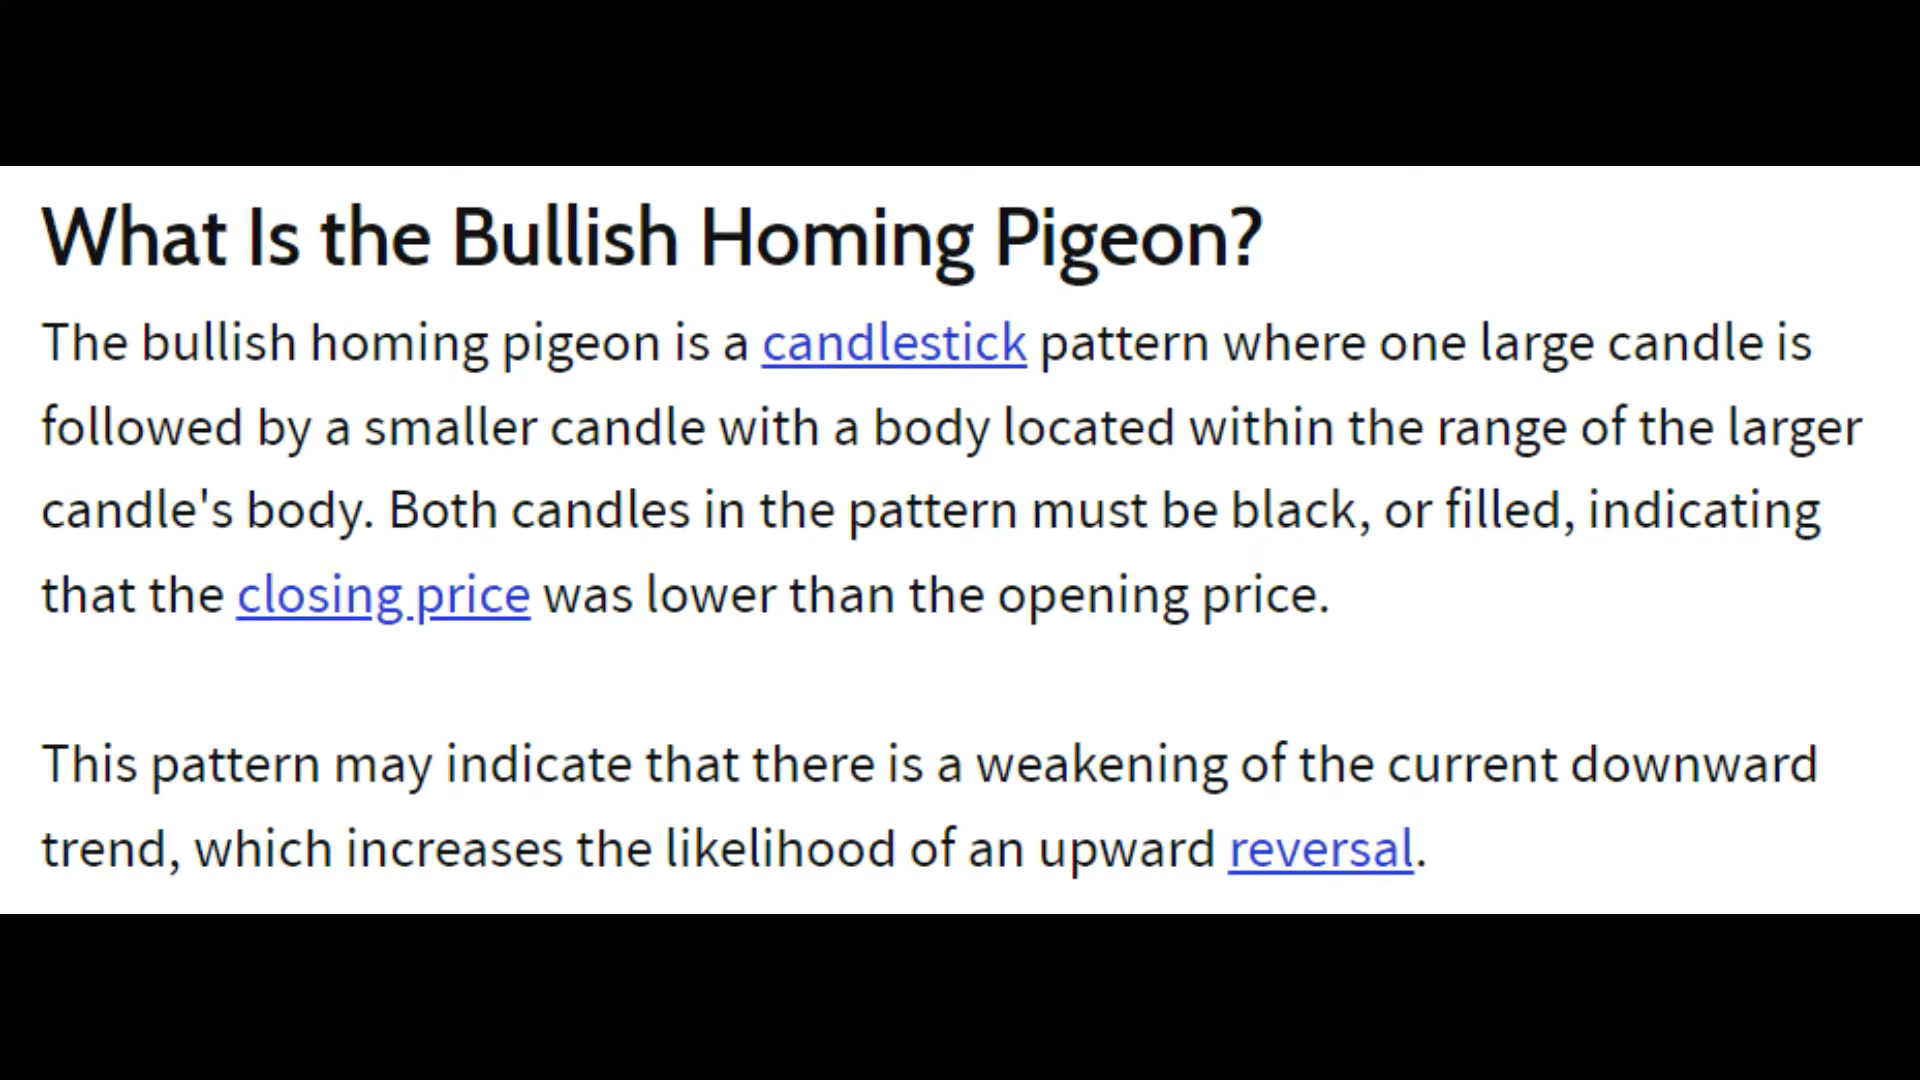 What Is the Bullish Homing Pigeon?
The bullish homing pigeon is a candlestick pattern where one large candle is
followed by a smaller candle with a body located within the range of the larger
candle's body. Both candles in the pattern must be black, or filled, indicating
that the closing price was lower than the opening price.
This pattern may indicate that there is a weakening of the current downward
trend, which increases the likelihood of an upward reversal.